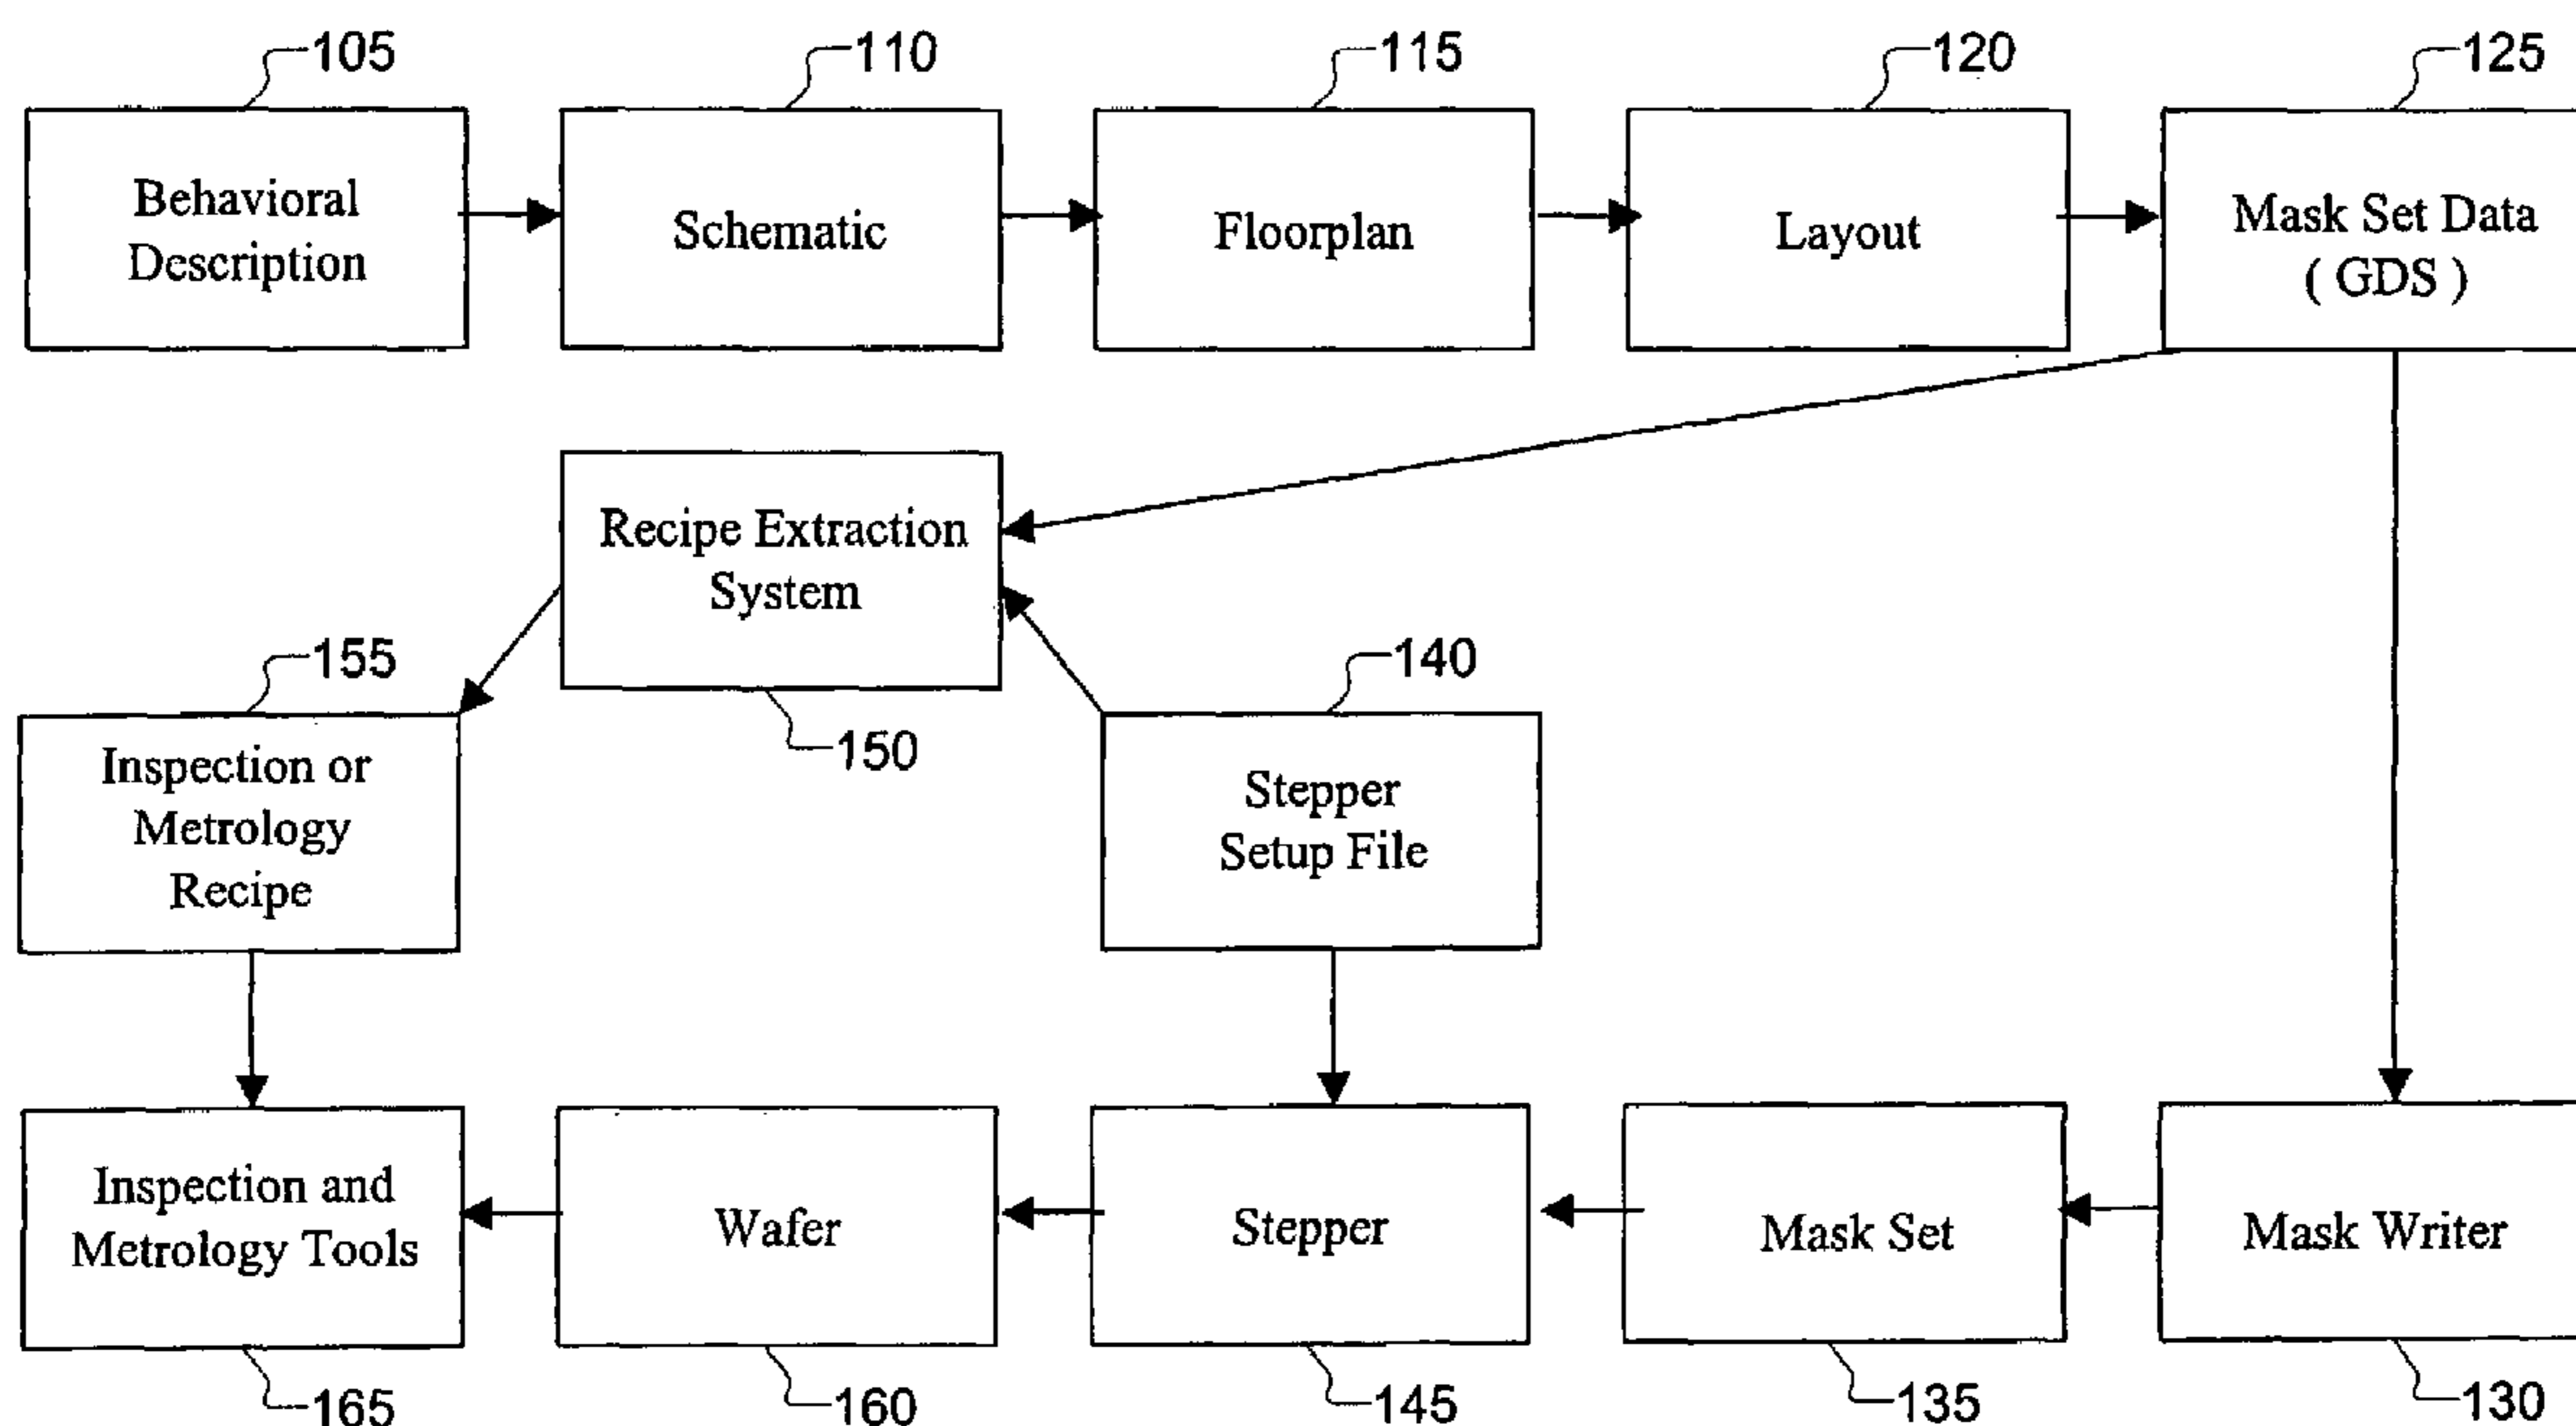 105
110
115
120
125
Behavioral
Description
Schematic
Floorplan
Layout
Mask Set Data
( GDS )
Recipe Extraction
System
150
155
Inspection or
Metrology
Recipe
140
Stepper
Setup File
Inspection and
Metrology Tools
Wafer
Stepper
Mask Set
Mask Writer
165
160
145
135
130